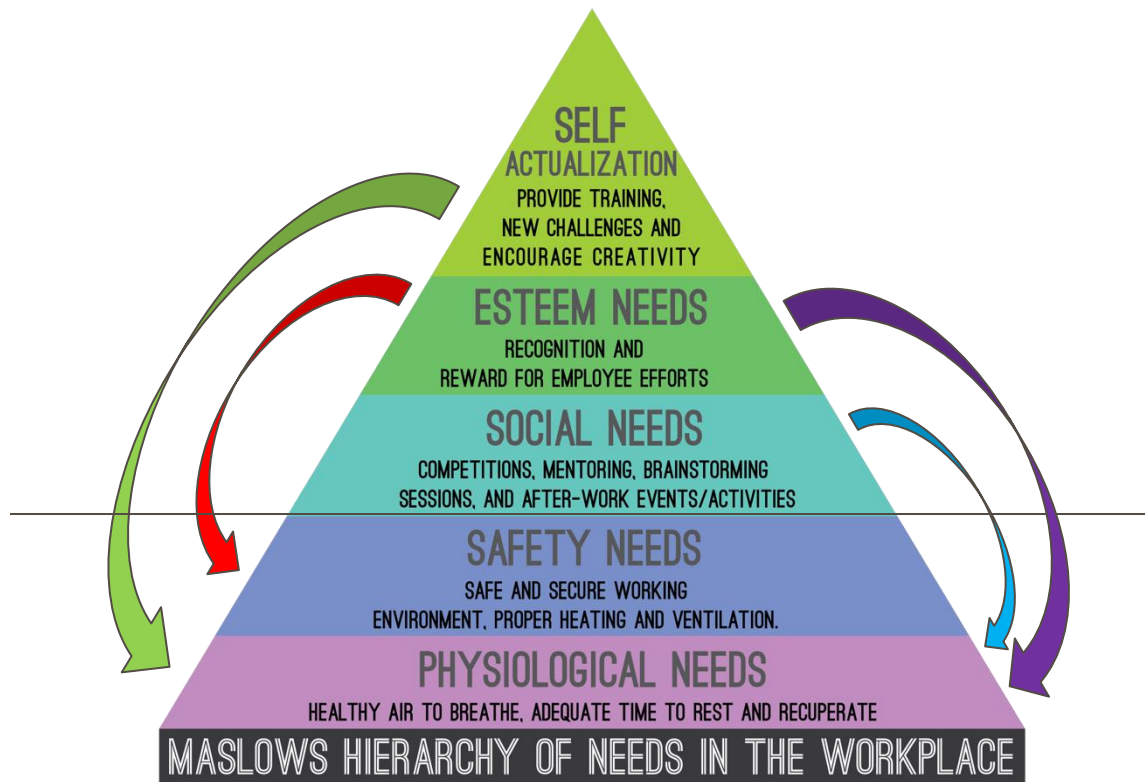 SELF
ACTUALIZATION
PROVIDE TRAINING,
NEW CHALLENGES AND
ENCOURAGE CREATIVITY
ESTEEM NEEDS
RECOGNITION AND
REWARD FOR EMPLOYEE EFFORTS
SOCIAL NEEDS
COMPETITIONS, MENTORING, BRAINSTORMING
SESSIONS, AND AFTER-WORK EVENTS/ACTIVITIES
SAFETY NEEDS
SAFE AND SECURE WORKING
ENVIRONMENT, PROPER HEATING AND VENTILATION.
PHYSIOLOGICAL NEEDS
HEALTHY AIR TO BREATHE, ADEQUATE TIME TO REST AND RECUPERATE
MASLOWS HIERARCHY OF NEEDS IN THE WORKPLACE